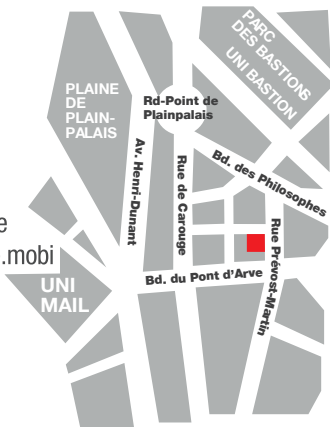 PARC
DES BASTIONS
UNI BASTION
PLAINE
DE
PLAIN-
PALAIS
Rd-Point de
Plainpalais
Av. Henri-Dunant
Rue de Carouge
Bd. des Philosophes
Rue Prévost-Martin
e
.mobi
Bd. du Pont d'Arve
UNI
MAIL